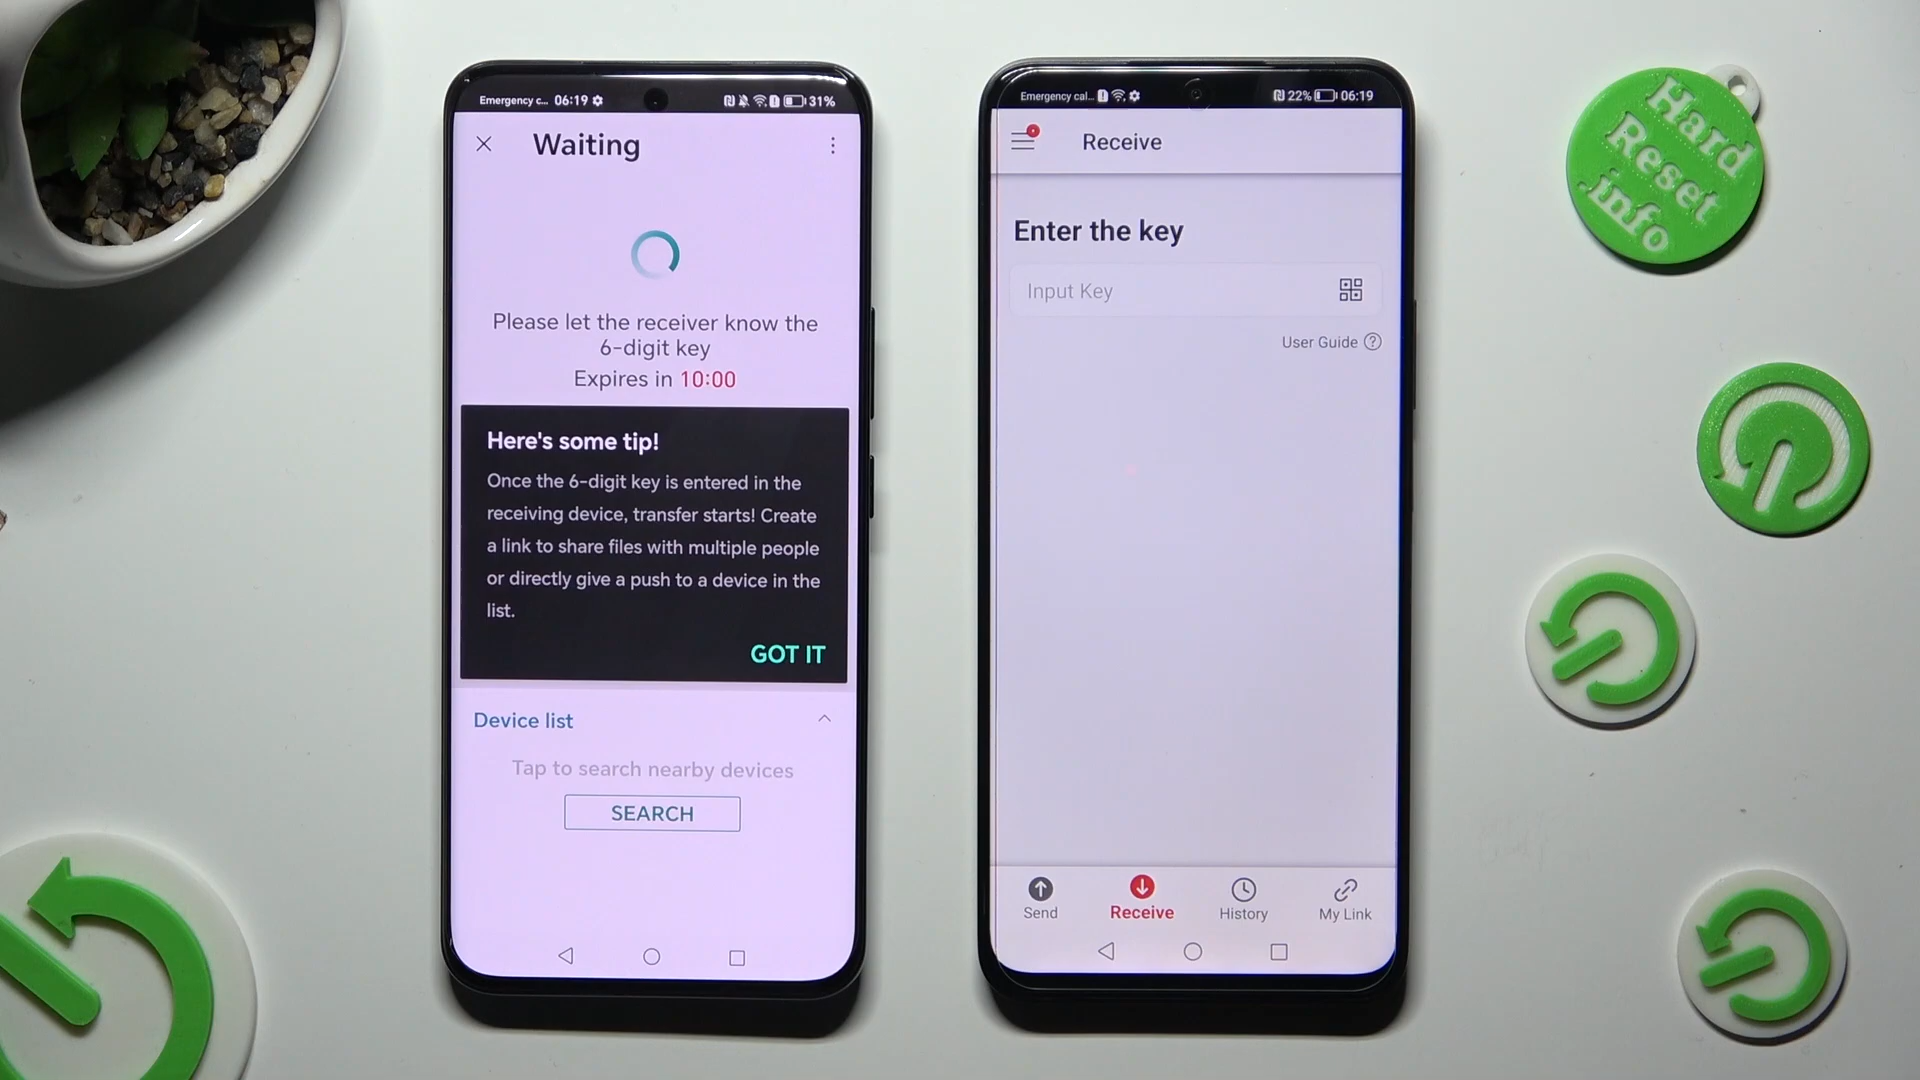 Emergency c... 06:19
31%
Waiting
Please let the receiver know the
6-digit key
Expires in 10:00
Here's some tip!
Once the 6-digit key is entered in the
receiving device, transfer starts! Create
a link to share files with multiple people
or directly give a push to a device in the
list.
GOT IT
Device list
Tap to search nearby devices
SEARCH
Emergency cal...
22% 06:19
Receive
Enter the key
Input Key
User Guide ?
Send
Receive
History
My Link
Hard
Reset
.info